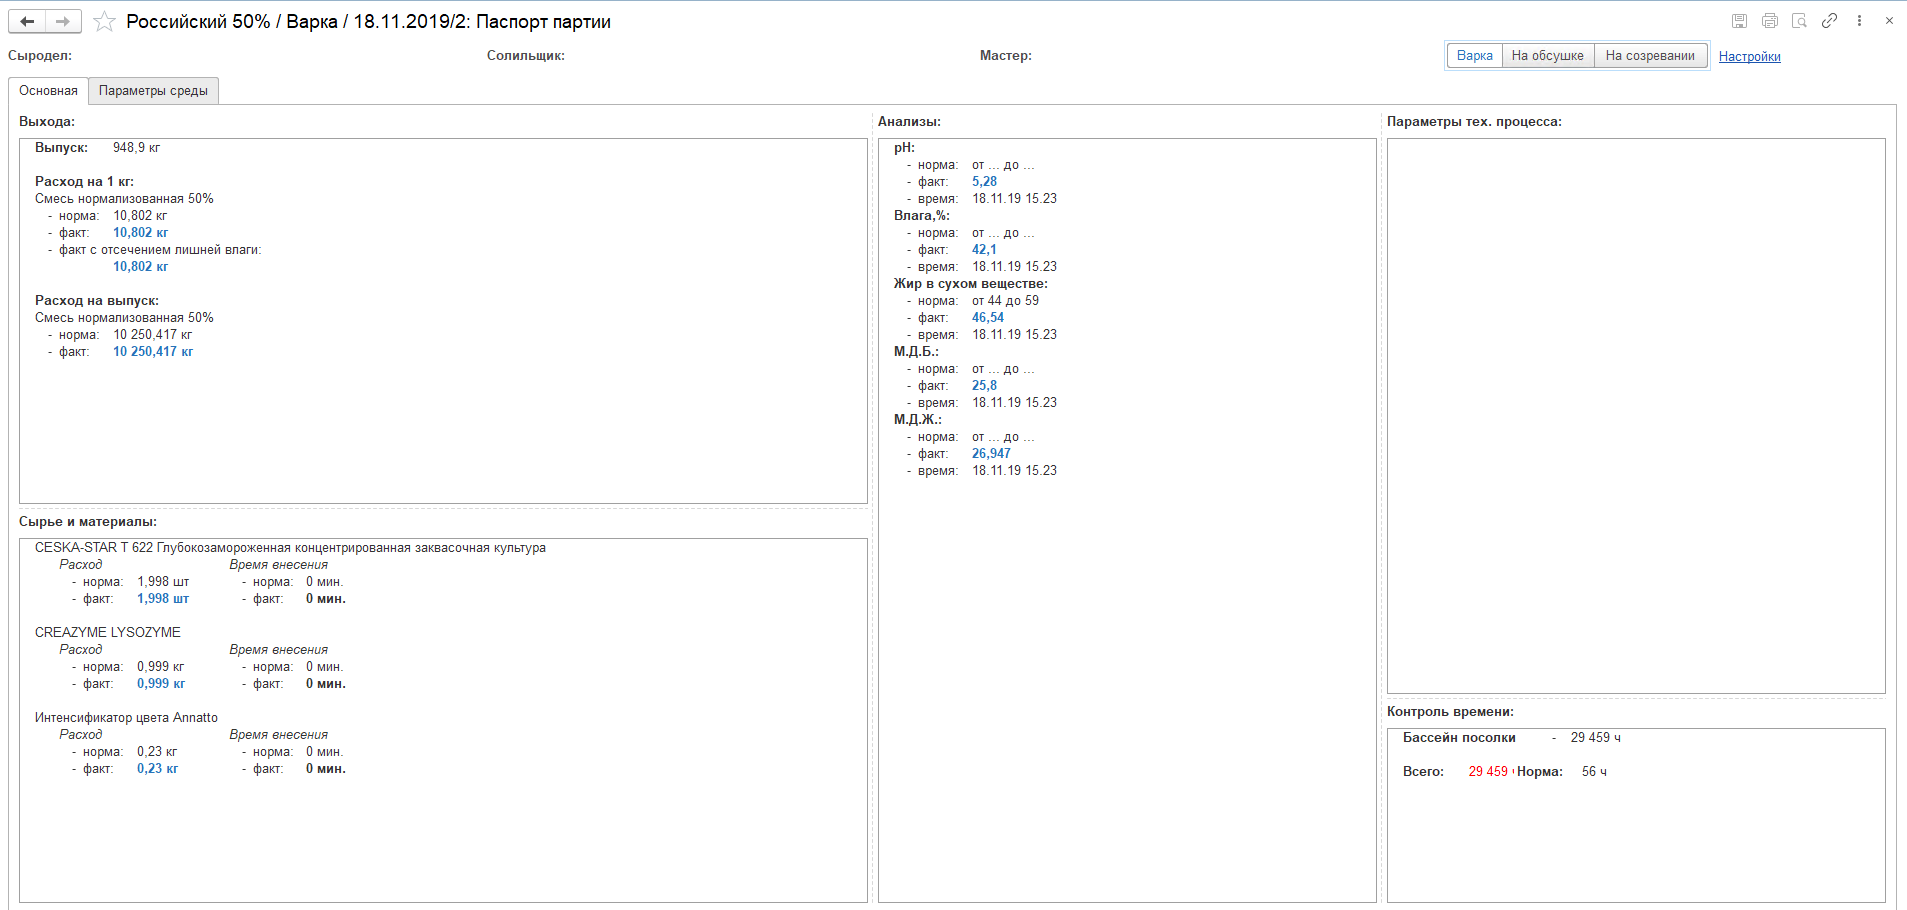 Российский 50% / Варка / 18.11.2019/2: Паспорт партии
Сыродел: Солильщик: Мастер: Варка На обсушке На созревании Настройки
Основная Параметры среды
Выхода:
Выпуск: 948,9 кг
Расход на 1 кг:
Смесь нормализованная 50%
- норма: 10,802 кг
- факт: 10,802 кг
- факт с отсечением лишней влаги:
10,802 кг
Расход на выпуск:
Смесь нормализованная 50%
- норма: 10 250,417 кг
- факт: 10 250,417 кг
Сырье и материалы:
CESKA-STAR T 622 Глубокозамороженная концентрированная заквасочная культура
Расход Время внесения
- норма: 1,998 шт - норма: 0 мин.
- факт: 1,998 шт - факт: 0 мин.
CREAZYME LYSOZYME
Расход Время внесения
- норма: 0,999 кг - норма: 0 мин.
- факт: 0,999 кг - факт: 0 мин.
Интенсификатор цвета Annatto
Расход Время внесения
- норма: 0,23 кг - норма: 0 мин.
- факт: 0,23 кг - факт: 0 мин.
Анализы:
pH:
- норма: от ... до ...
- факт: 5,28
- время: 18.11.19 15.23
Влага,%:
- норма: от ... до ...
- факт: 42,1
- время: 18.11.19 15.23
Жир в сухом веществе:
- норма: от 44 до 59
- факт: 46,54
- время: 18.11.19 15.23
М.Д.Б.:
- норма: от ... до ...
- факт: 25,8
- время: 18.11.19 15.23
М.Д.Ж.:
- норма: от ... до ...
- факт: 26,947
- время: 18.11.19 15.23
Параметры тех. процесса:
Контроль времени:
Бассейн посолки - 29 459 ч
Всего: 29 459 Норма: 56 ч